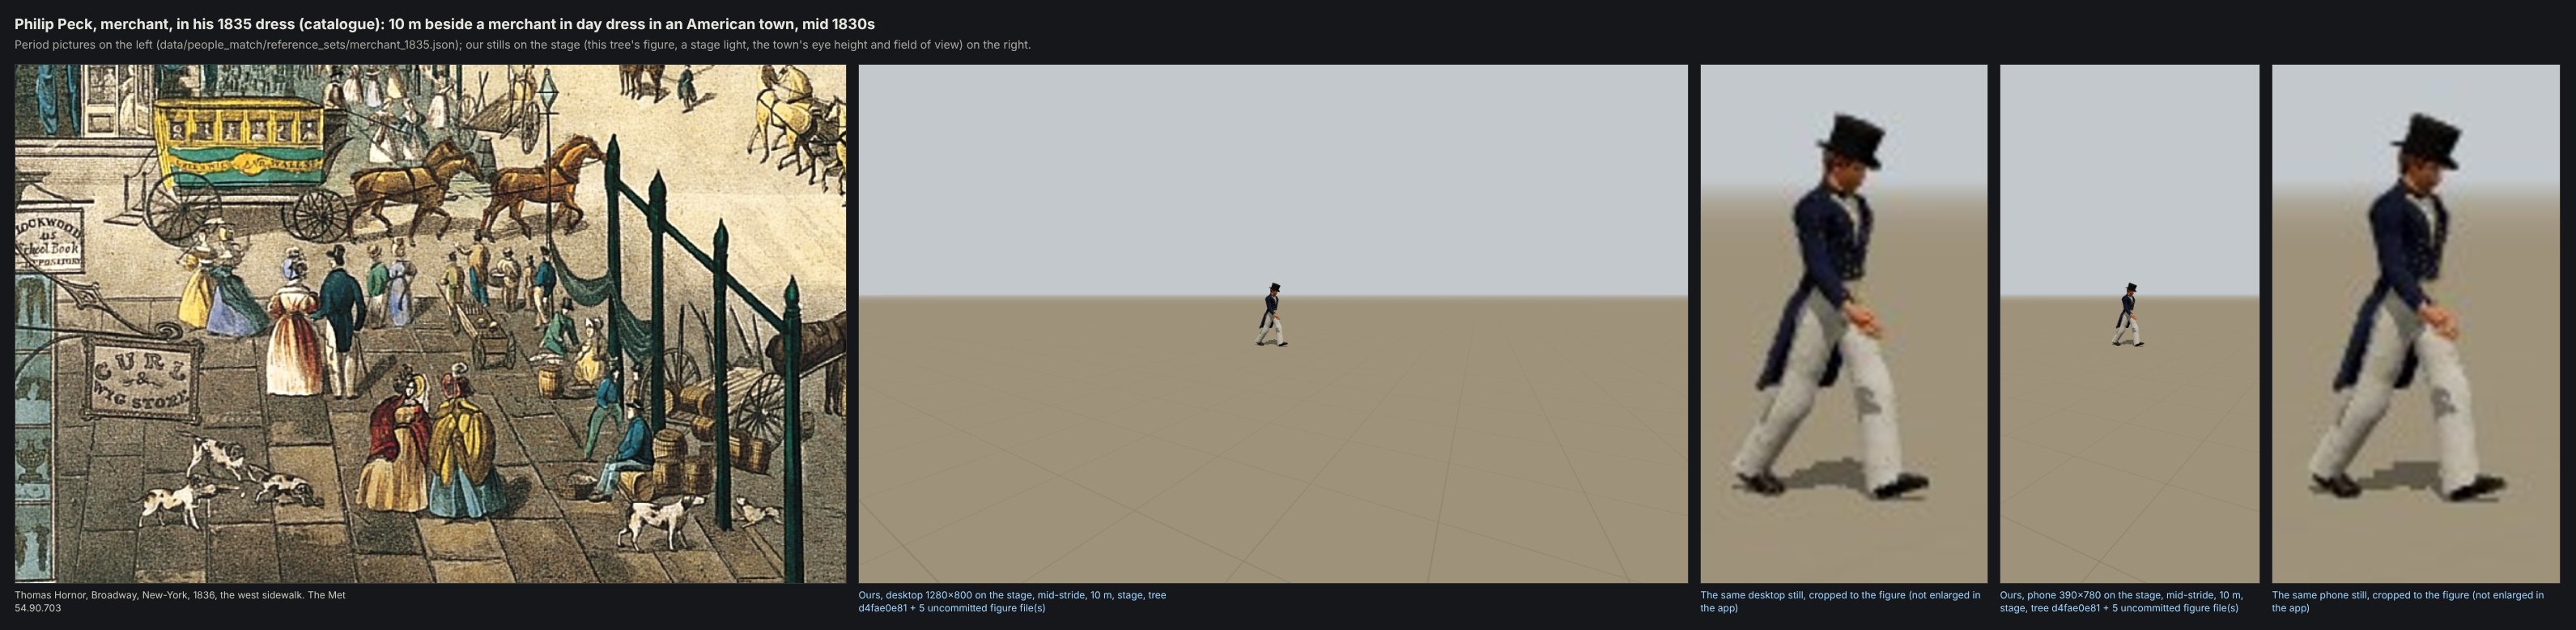 Philip Peck, merchant, in his 1835 dress (catalogue): 10 m beside a merchant in day dress in an American town, mid 1830s
Period pictures on the left (data/people_match/reference_sets/merchant_1835.json); our stills on the stage (this tree's figure, a stage light, the town's eye height and field of view) on the right.
LOCKWOOD
US
School Book
REPOSITORY
CURL
&
WIG STORE
Thomas Hornor, Broadway, New-York, 1836, the west sidewalk. The Met
54.90.703
Ours, desktop 1280×800 on the stage, mid-stride, 10 m, stage, tree
d4fae0e81 + 5 uncommitted figure file(s)
The same desktop still, cropped to the figure (not enlarged in
the app)
Ours, phone 390×780 on the stage, mid-stride, 10 m,
stage, tree d4fae0e81 + 5 uncommitted figure file(s)
The same phone still, cropped to the figure (not enlarged in
the app)